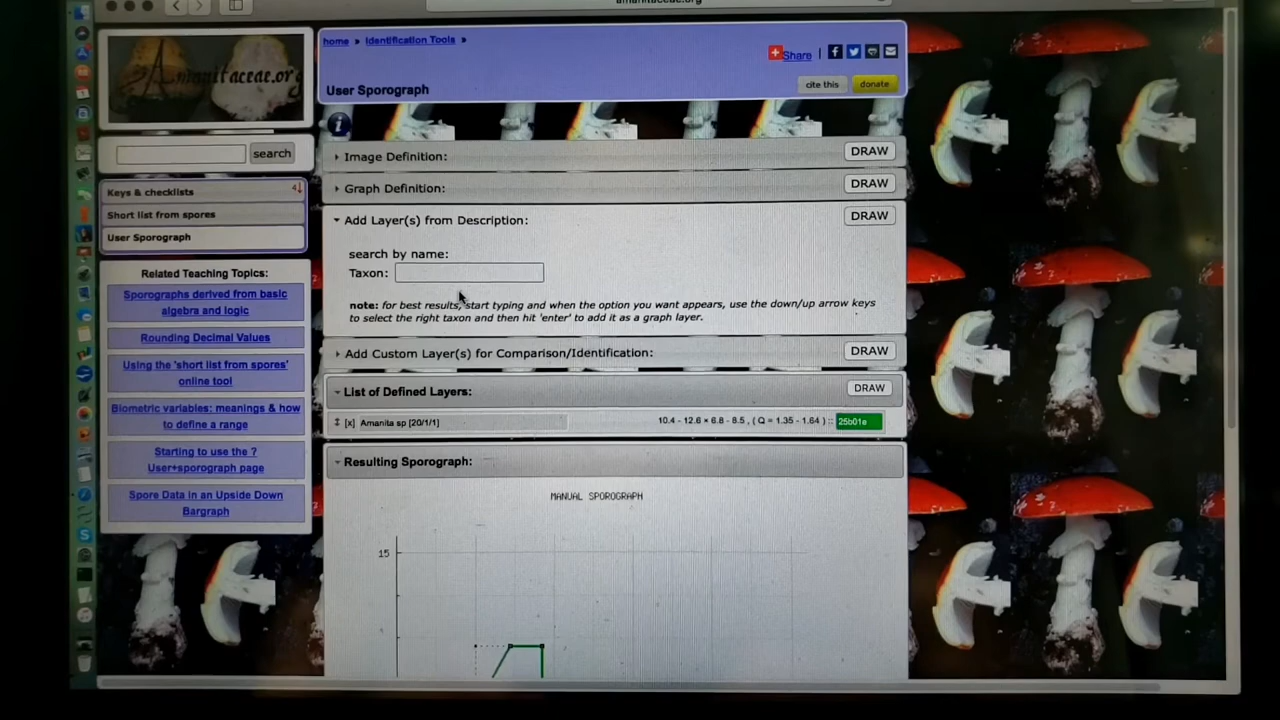 amanitaceae.org
Amanitaceae.org
home » Identification Tools »
Share |
User Sporograph
cite this
donate
search
Keys & checklists
Short list from spores
User Sporograph
Related Teaching Topics:
Sporographs derived from basic
algebra and logic
Rounding Decimal Values
Using the 'short list from spores'
online tool
Biometric variables: meanings & how
to define a range
Starting to use the ?
User+sporograph page
Spore Data in an Upside Down
Bargraph
Image Definition:
DRAW
Graph Definition:
DRAW
Add Layer(s) from Description:
DRAW
search by name:
Taxon:
note: for best results, start typing and when the option you want appears, use the down/up arrow keys
to select the right taxon and then hit 'enter' to add it as a graph layer.
Add Custom Layer(s) for Comparison/Identification:
DRAW
List of Defined Layers:
DRAW
[x] Amanita sp [20/1/1]
10.4 - 12.6 × 6.8 - 8.5 , ( Q = 1.35 - 1.64 ) ::
25b01e
Resulting Sporograph:
MANUAL SPOROGRAPH
15